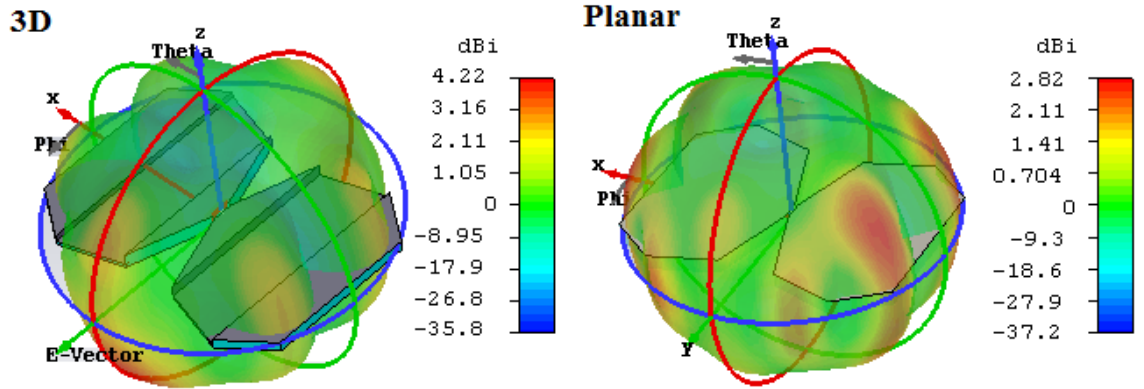 3D
z
Theta
x
Phi
E-Vector
dBi
4.22
3.16
2.11
1.05
0
-8.95
-17.9
-26.8
-35.8
Planar
Theta
z
x
y
dBi
2.82
2.11
1.41
0.704
0
-9.3
-18.6
-27.9
-37.2